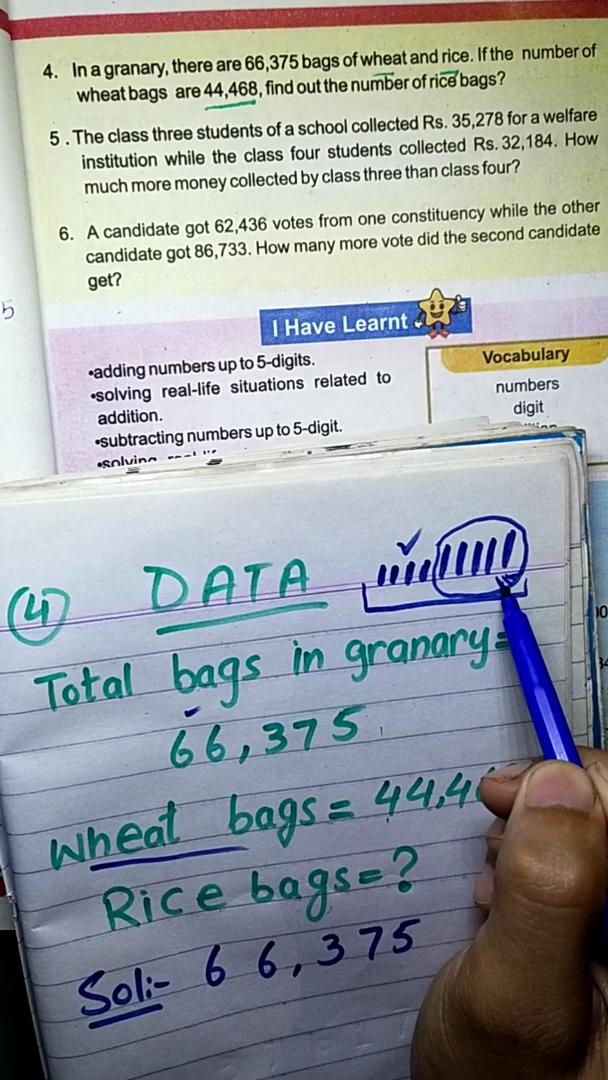 4. In a granary, there are 66,375 bags of wheat and rice. If the number of
wheat bags are 44,468, find out the number of rice bags?
5. The class three students of a school collected Rs. 35,278 for a welfare
institution while the class four students collected Rs. 32,184. How
much more money collected by class three than class four?
6. A candidate got 62,436 votes from one constituency while the other
candidate got 86,733. How many more vote did the second candidate
get?
5
I Have Learnt
•adding numbers up to 5-digits.
•solving real-life situations related to
addition.
•subtracting numbers up to 5-digit.
•solving
Vocabulary
numbers
digit
(4) DATA
Total bags in granary=
66,375
Wheat bags = 44,4
Rice bags=?
Sol:- 66,375